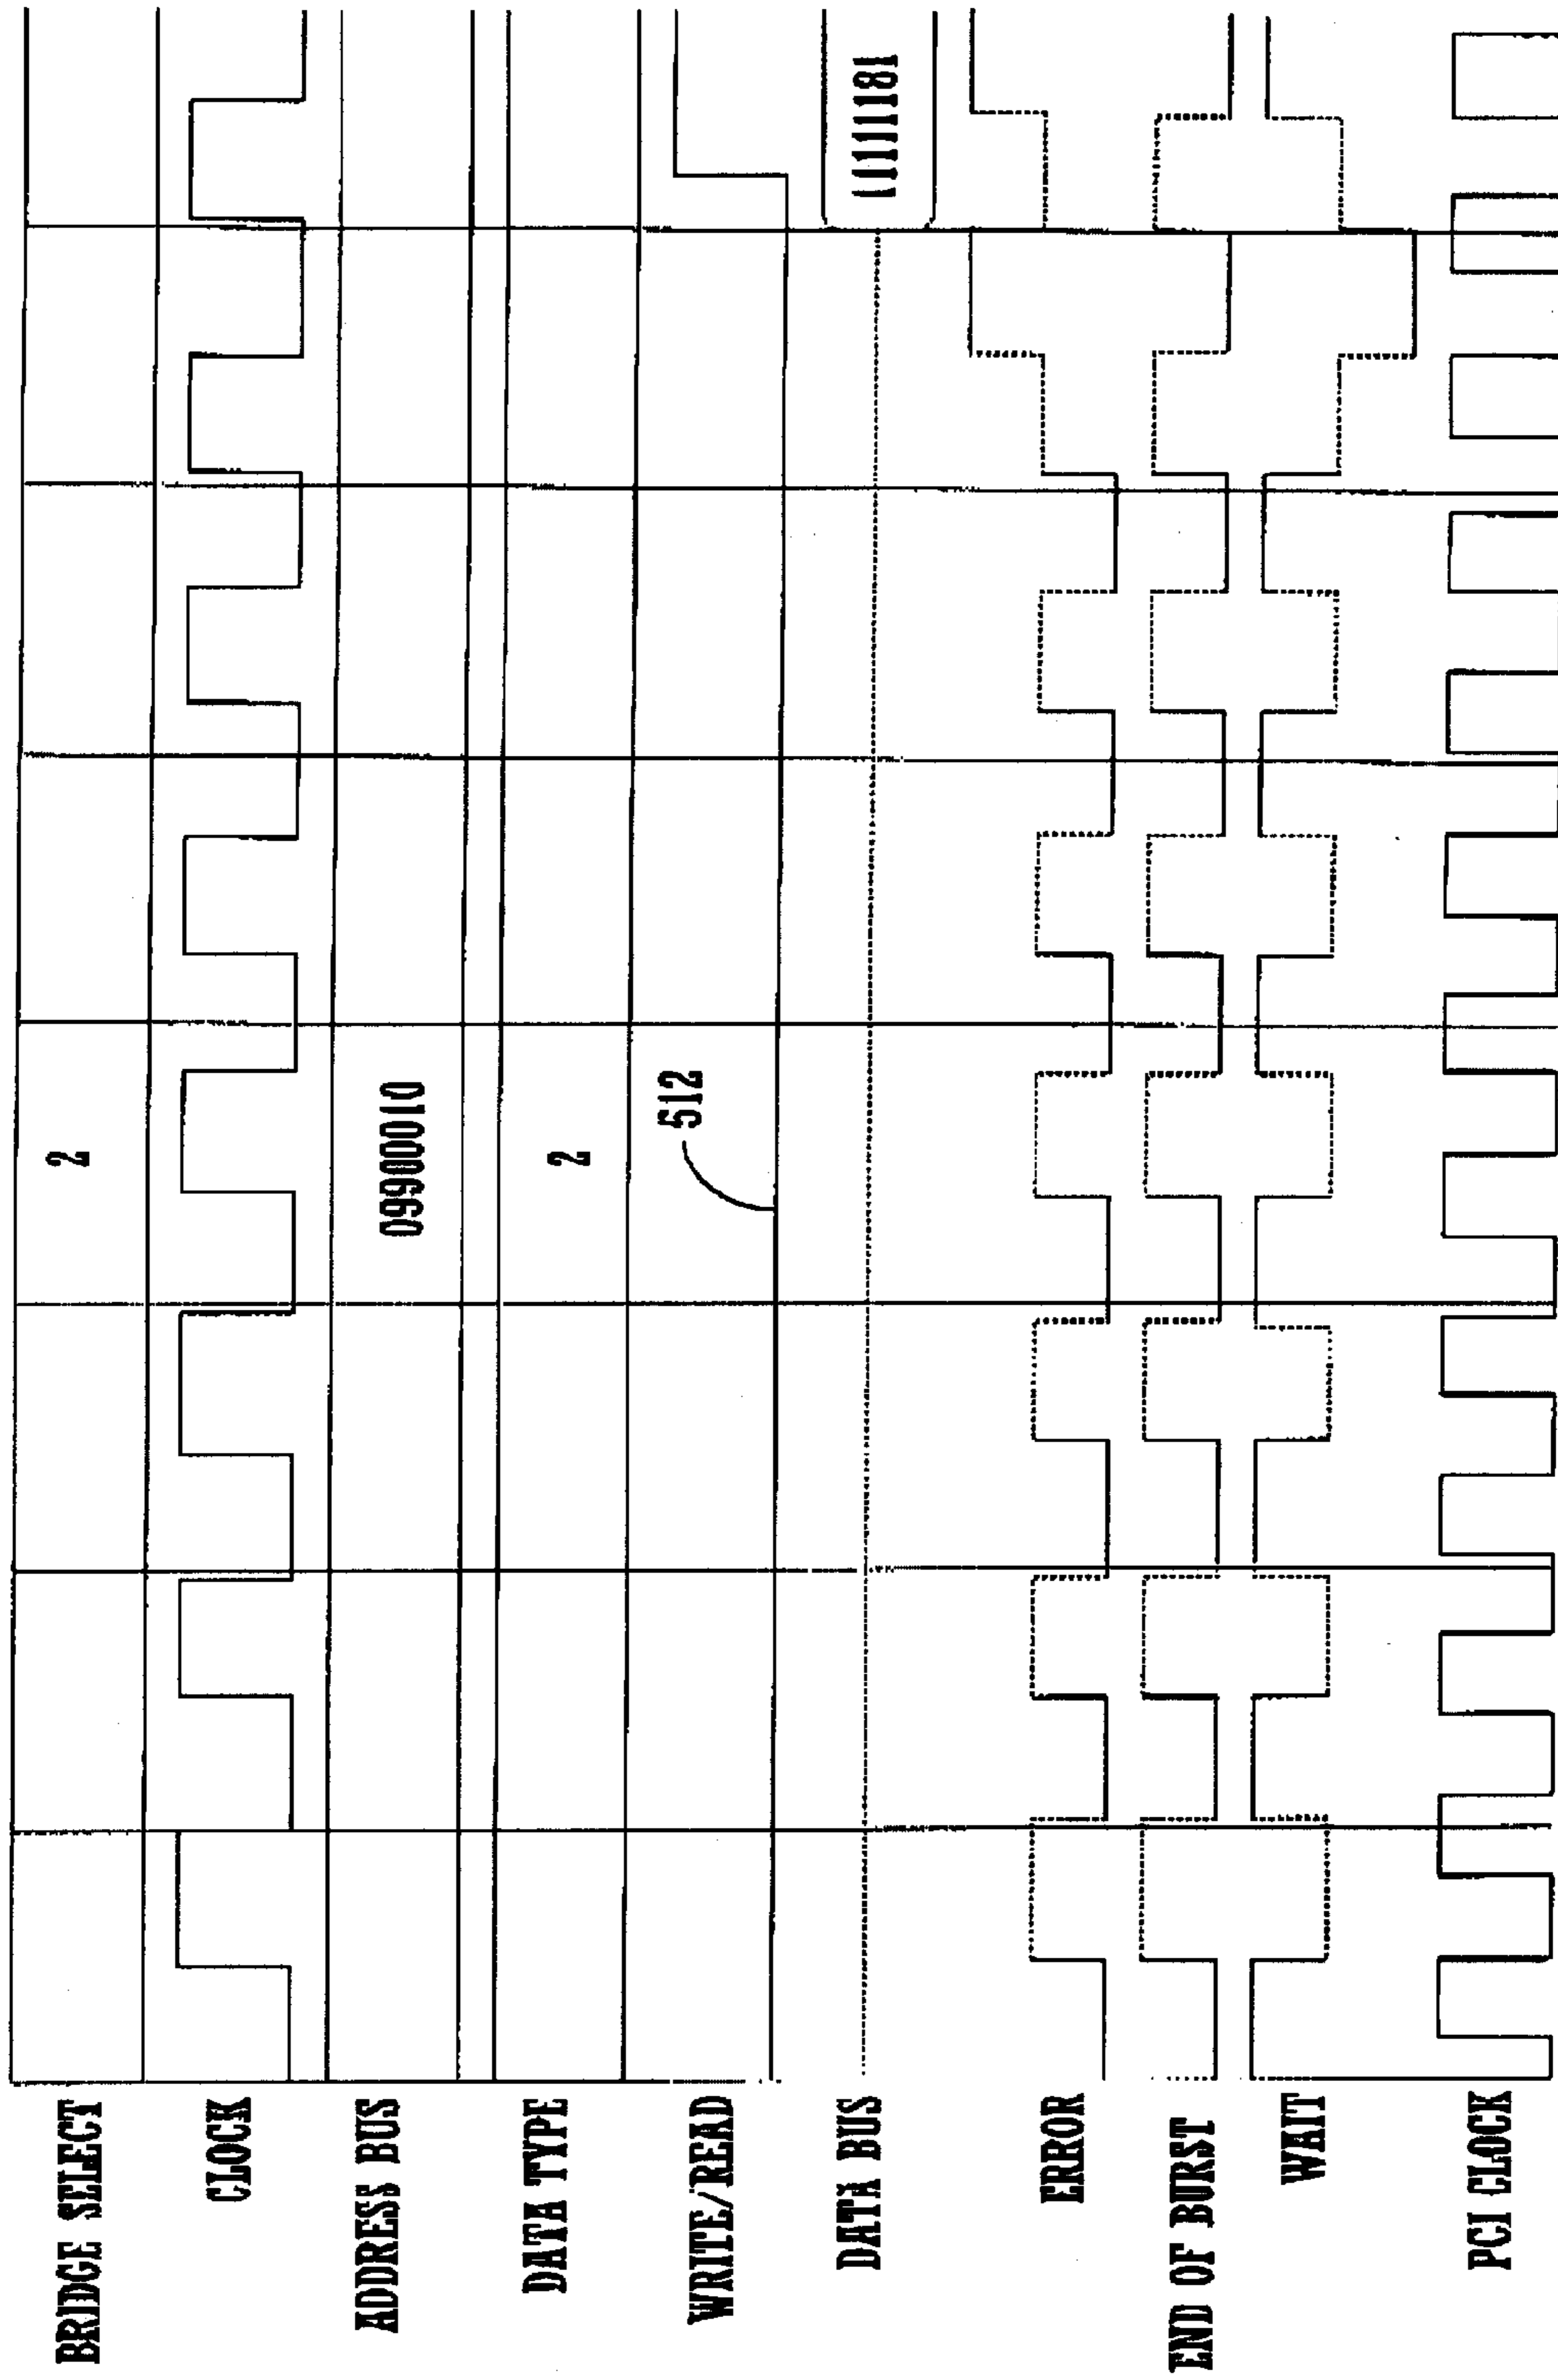 BRIDGE SELECT
2
CLOCK
ADDRESS BUS
09900010
DATA TYPE
2
WRITE/READ
512
DATA BUS
11111181
ERROR
END OF BURST
WAIT
PCI CLOCK